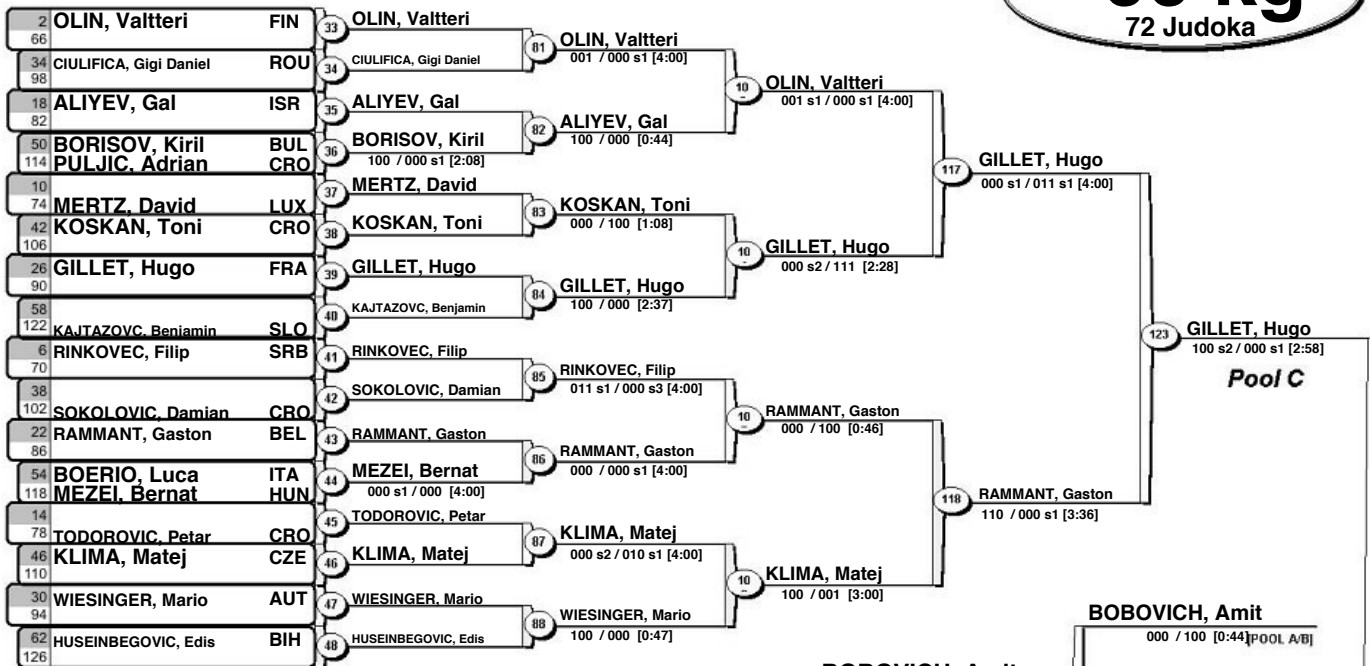 72 Judoka
2 OLIN, Valtteri FIN
66
34 CIULIFICA, Gigi Daniel ROU
98
18 ALIYEV, Gal ISR
82
50 BORISOV, Kiril BUL
114 PULJIC, Adrian CRO
10
74 MERTZ, David LUX
42 KOSKAN, Toni CRO
106
26 GILLET, Hugo FRA
90
58
122 KAJTAZOVC, Benjamin SLO
6 RINKOVEC, Filip SRB
70
38
102 SOKOLOVIC, Damian CRO
22 RAMMANT, Gaston BEL
86
54 BOERIO, Luca ITA
118 MEZEI, Bernat HUN
14
78 TODOROVIC, Petar CRO
46 KLIMA, Matej CZE
110
30 WIESINGER, Mario AUT
94
62 HUSEINBEGOVIC, Edis BIH
126
33 OLIN, Valtteri
34 CIULIFICA, Gigi Daniel
35 ALIYEV, Gal
36 BORISOV, Kiril
100 / 000 s1 [2:08]
37 MERTZ, David
38 KOSKAN, Toni
39 GILLET, Hugo
40 KAJTAZOVC, Benjamin
41 RINKOVEC, Filip
42 SOKOLOVIC, Damian
43 RAMMANT, Gaston
44 MEZEI, Bernat
000 s1 / 000 [4:00]
45 TODOROVIC, Petar
46 KLIMA, Matej
47 WIESINGER, Mario
48 HUSEINBEGOVIC, Edis
81 OLIN, Valtteri
001 / 000 s1 [4:00]
82 ALIYEV, Gal
100 / 000 [0:44]
83 KOSKAN, Toni
000 / 100 [1:08]
84 GILLET, Hugo
100 / 000 [2:37]
85 RINKOVEC, Filip
011 s1 / 000 s3 [4:00]
86 RAMMANT, Gaston
000 / 000 s1 [4:00]
87 KLIMA, Matej
000 s2 / 010 s1 [4:00]
88 WIESINGER, Mario
100 / 000 [0:47]
10 OLIN, Valtteri
001 s1 / 000 s1 [4:00]
10 GILLET, Hugo
000 s2 / 111 [2:28]
10 RAMMANT, Gaston
000 / 100 [0:46]
10 KLIMA, Matej
100 / 001 [3:00]
117 GILLET, Hugo
000 s1 / 011 s1 [4:00]
118 RAMMANT, Gaston
110 / 000 s1 [3:36]
123 GILLET, Hugo
100 s2 / 000 s1 [2:58]
Pool C
BOBOVICH, Amit
000 / 100 [0:44] [POOL A/B]